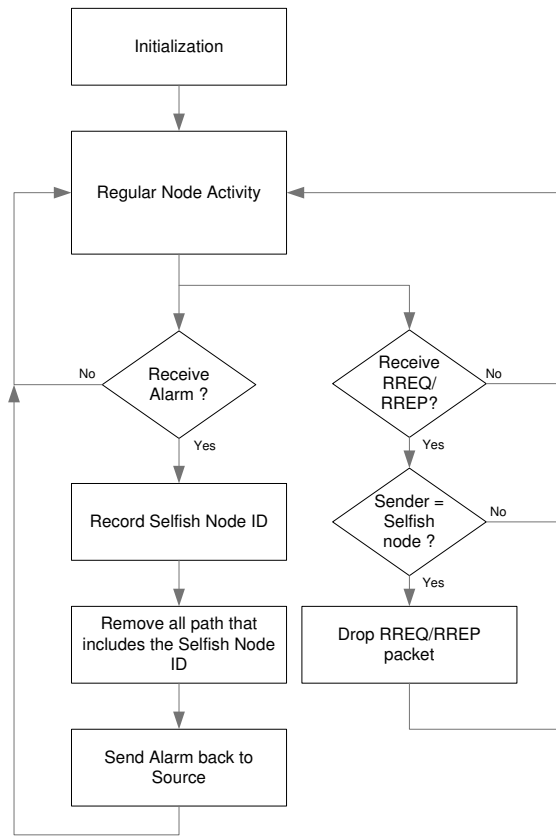 Initialization
Regular Node Activity
No
Receive
Alarm ?
Yes
Receive
RREQ/
RREP?
No
Yes
Record Selfish Node ID
Sender =
Selfish
node ?
No
Yes
Remove all path that
includes the Selfish Node
ID
Drop RREQ/RREP
packet
Send Alarm back to
Source